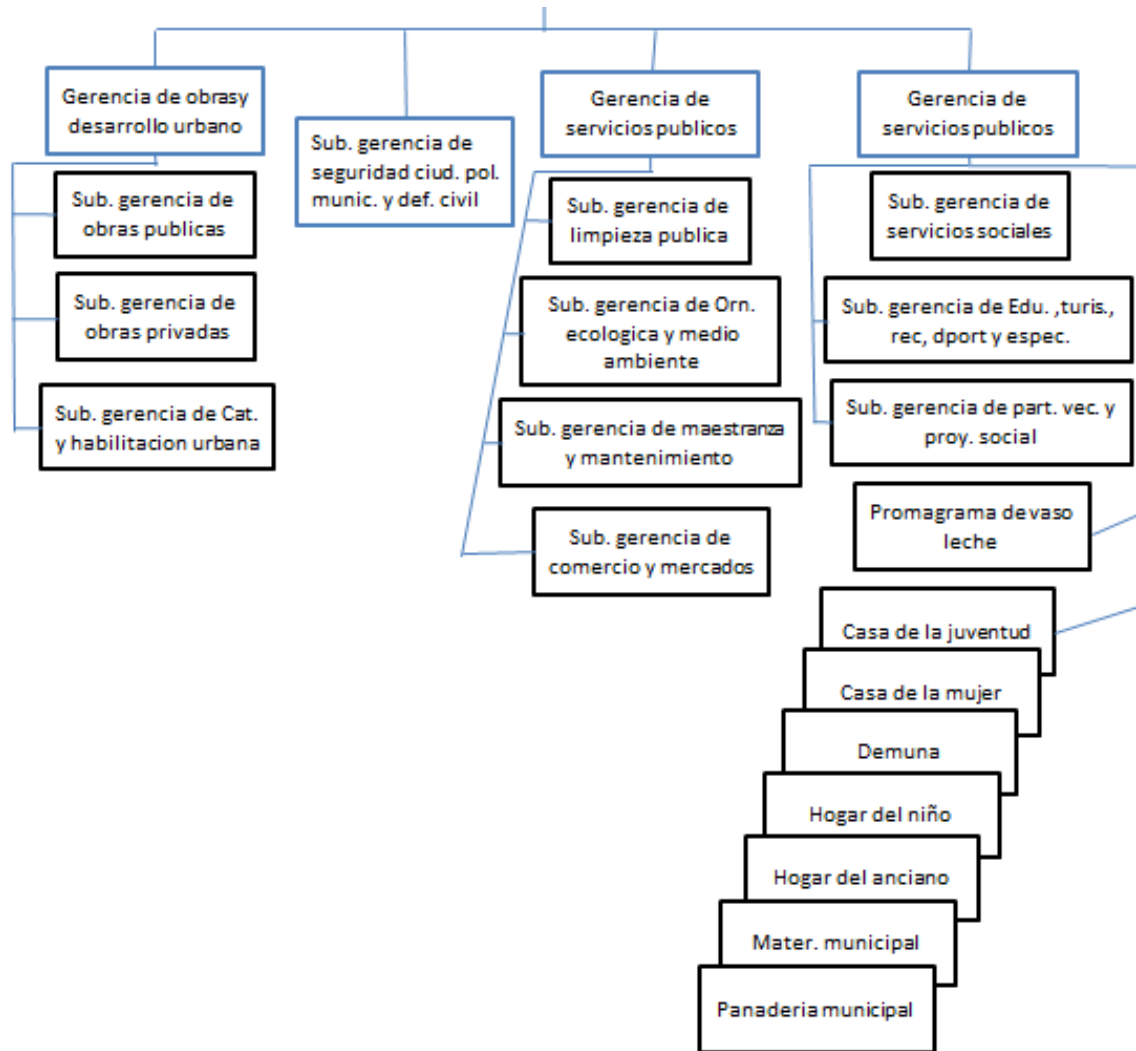 Gerencia de obrasy
desarrollo urbano
Sub. gerencia de
obras publicas
Sub. gerencia de
obras privadas
Sub. gerencia de Cat.
y habilitacion urbana
Sub. gerencia de
seguridad ciud. pol.
munic. y def. civil
Gerencia de
servicios publicos
Sub. gerencia de
limpieza publica
Sub. gerencia de Orn.
ecologica y medio
ambiente
Sub. gerencia de maestranza
y mantenimiento
Sub. gerencia de
comercio y mercados
Gerencia de
servicios publicos
Sub. gerencia de
servicios sociales
Sub. gerencia de Edu. ,turis.,
rec, dport y espec.
Sub. gerencia de part. vec. y
proy. social
Promagrama de vaso
leche
Casa de la juventud
Casa de la mujer
Demuna
Hogar del niño
Hogar del anciano
Mater. municipal
Panaderia municipal